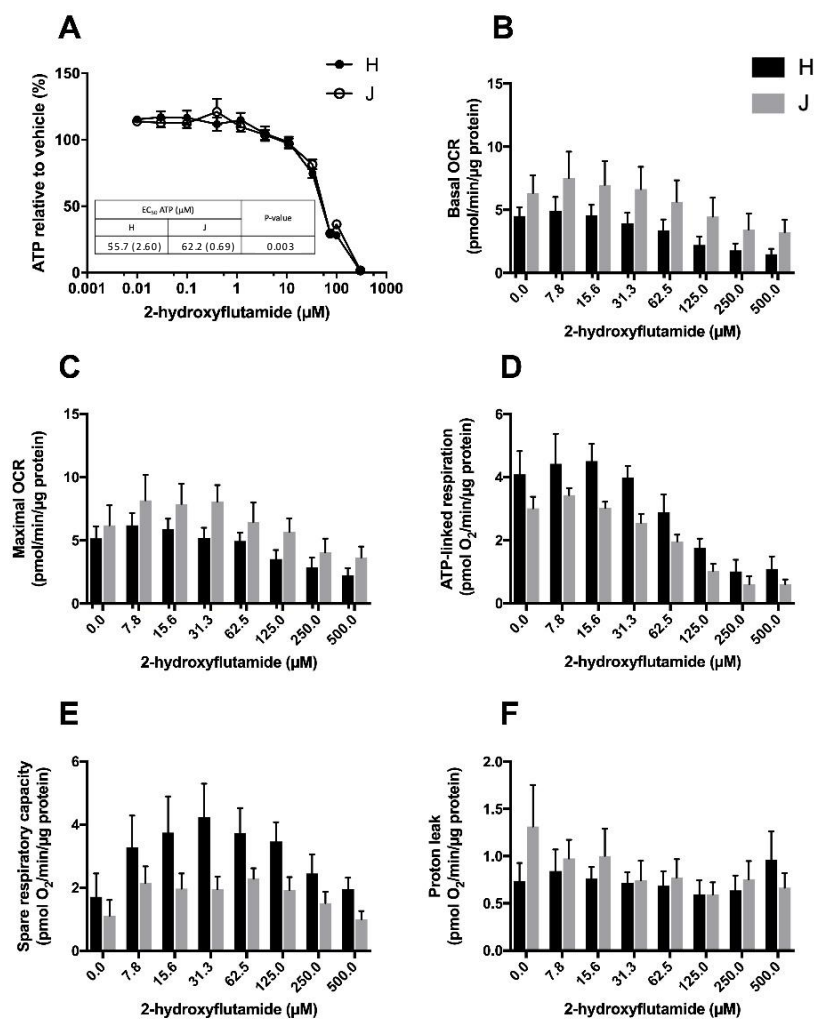 A
H
J
ATP relative to vehicle (%)
150
100
50
0
EC₅₀ ATP (µM)
P-value
H
J
55.7 (2.60)
62.2 (0.69)
0.003
0.001
0.01
0.1
1
10
100
1000
2-hydroxyflutamide (µM)
B
H
J
Basal OCR
(pmol/min/µg protein)
15
10
5
0
0.0
7.8
15.6
31.3
62.5
125.0
250.0
500.0
2-hydroxyflutamide (µM)
C
Maximal OCR
(pmol/min/µg protein)
15
10
5
0
0.0
7.8
15.6
31.3
62.5
125.0
250.0
500.0
2-hydroxyflutamide (µM)
D
ATP-linked respiration
(pmol O₂/min/µg protein)
6
4
2
0
0.0
7.8
15.6
31.3
62.5
125.0
250.0
500.0
2-hydroxyflutamide (µM)
E
Spare respiratory capacity
(pmol O₂/min/µg protein)
6
4
2
0
0.0
7.8
15.6
31.3
62.5
125.0
250.0
500.0
2-hydroxyflutamide (µM)
F
Proton leak
(pmol O₂/min/µg protein)
2.0
1.5
1.0
0.5
0.0
0.0
7.8
15.6
31.3
62.5
125.0
250.0
500.0
2-hydroxyflutamide (µM)